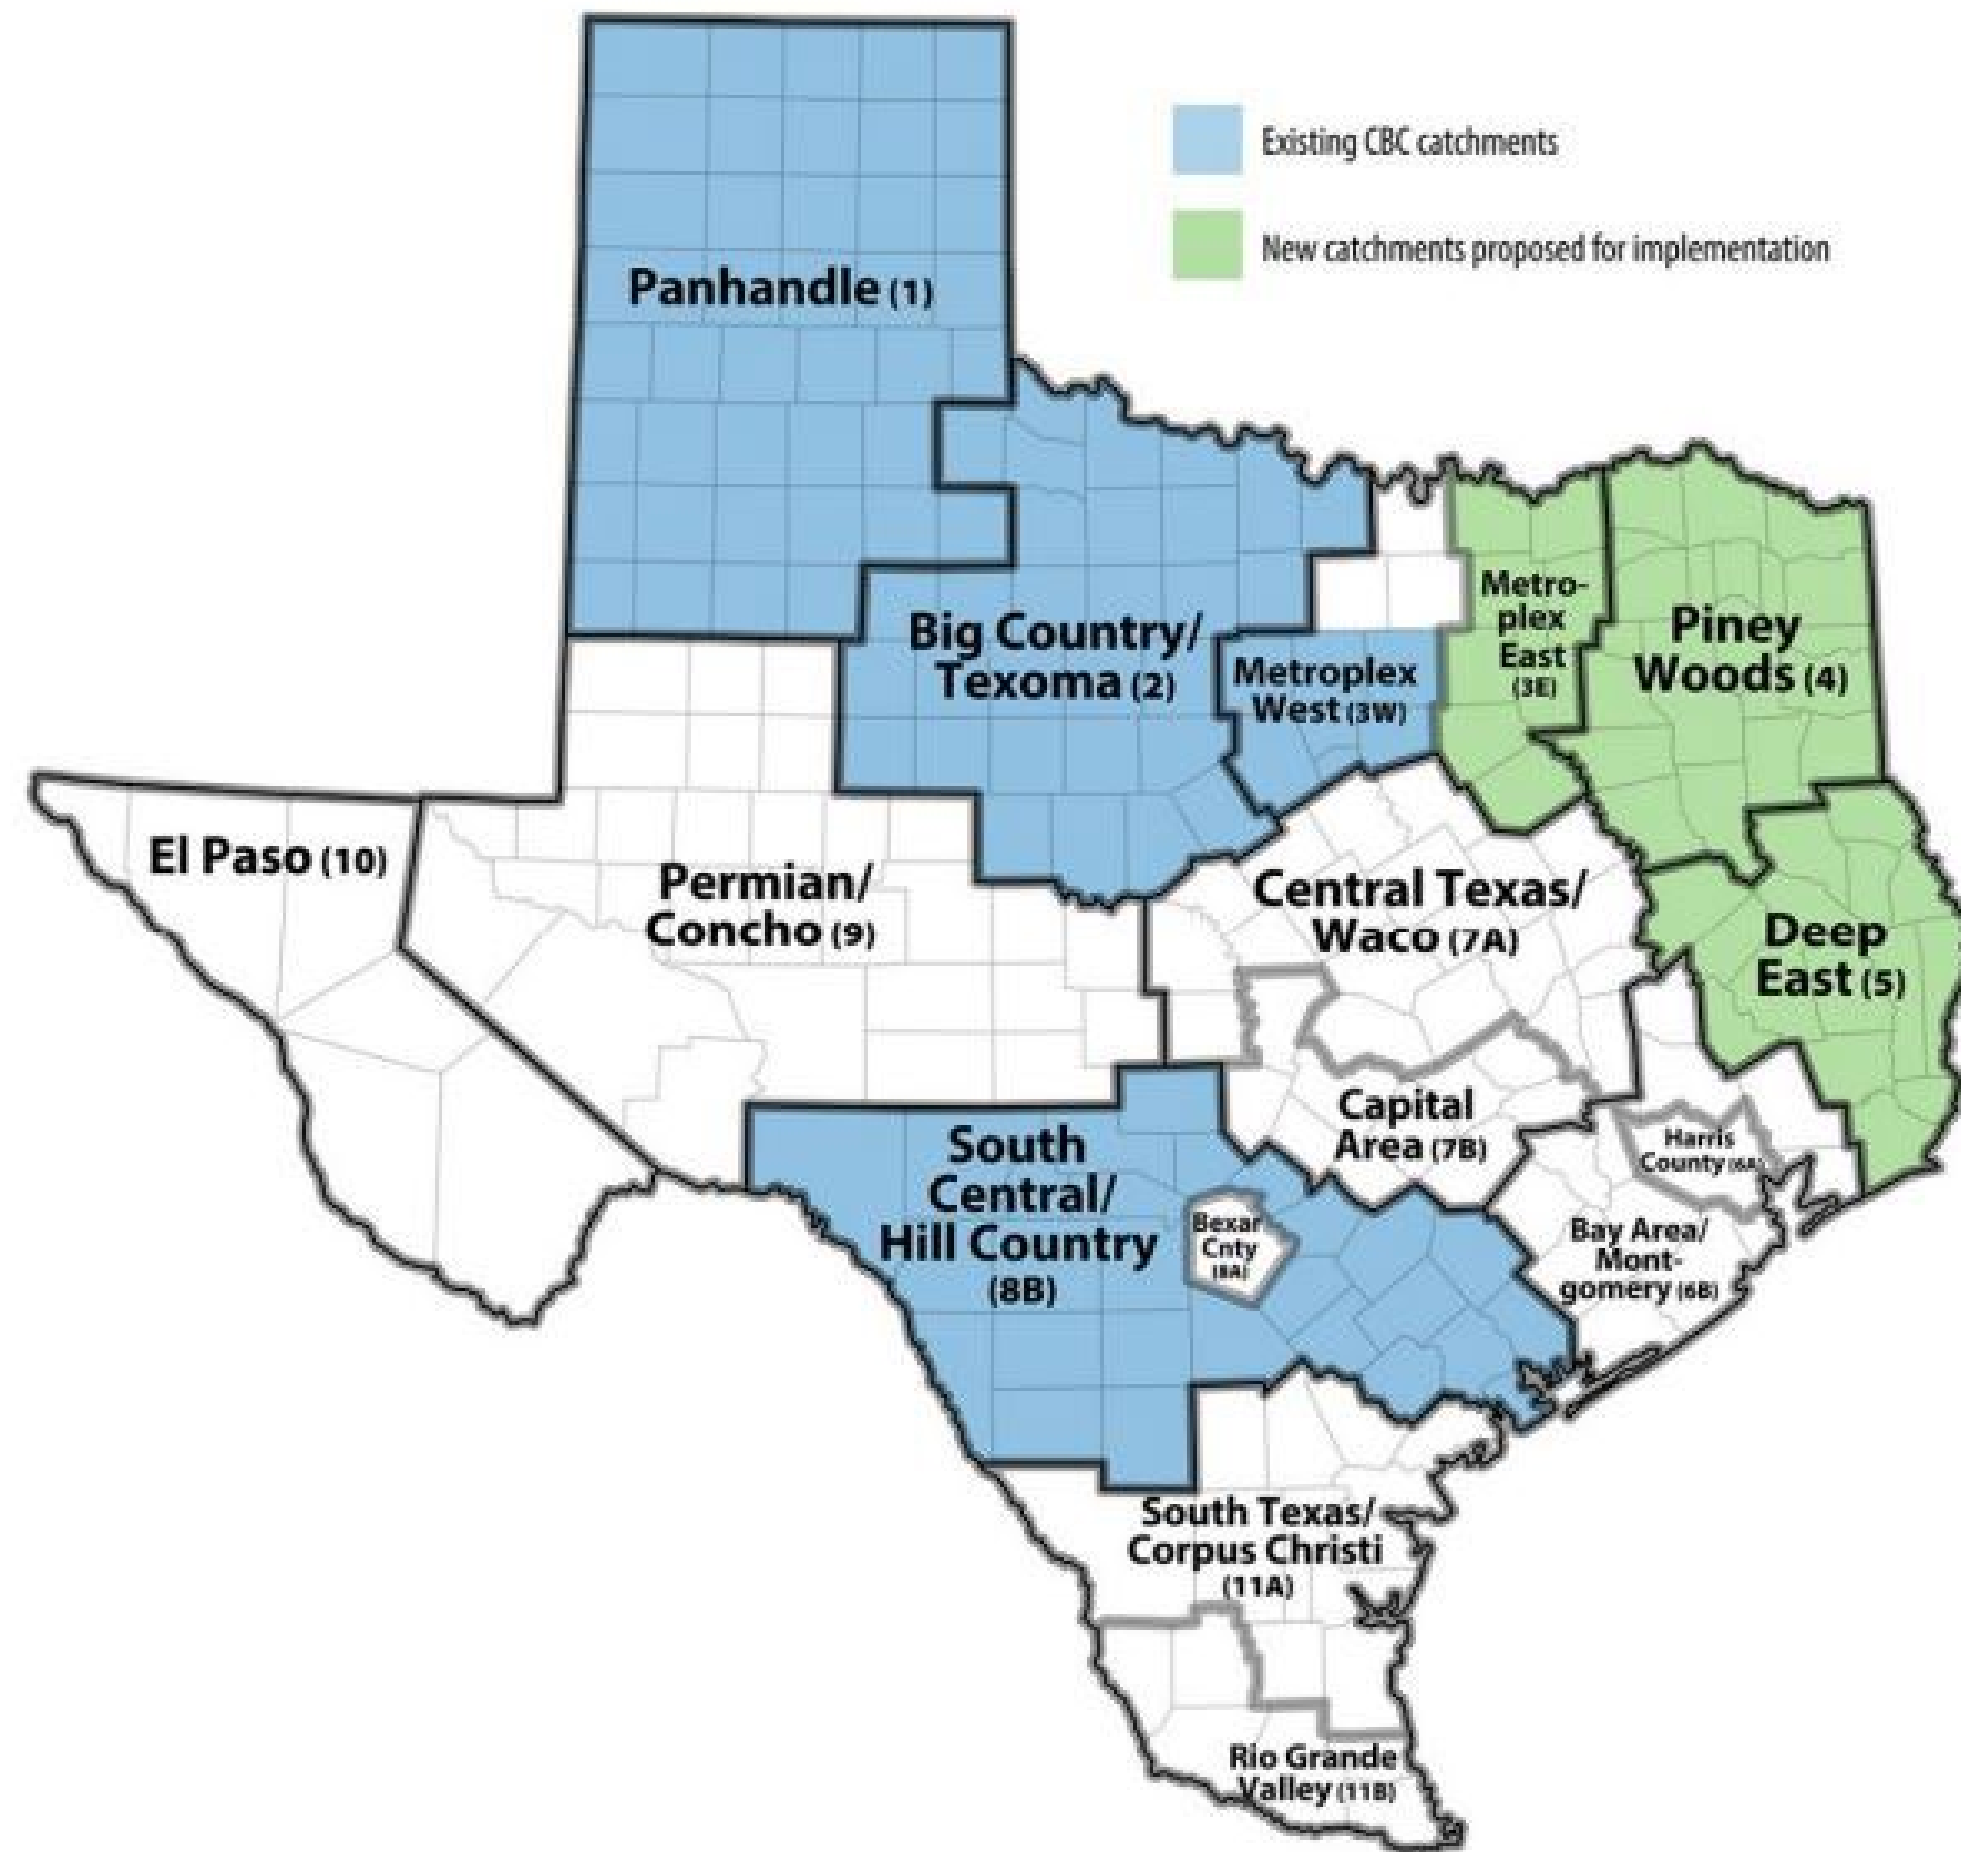 Existing CBC catchments
New catchments proposed for implementation
Panhandle (1)
Big Country/
Texoma (2)
Metroplex
West (3W)
Metro-
plex
East
(3E)
Piney
Woods (4)
El Paso (10)
Permian/
Concho (9)
Central Texas/
Waco (7A)
Deep
East (5)
Capital
Area (7B)
Harris
County (6A)
South
Central/
Hill Country
(8B)
Bexar
Cnty
(8A)
Bay Area/
Mont-
gomery (6B)
South Texas/
Corpus Christi
(11A)
Rio Grande
Valley (11B)